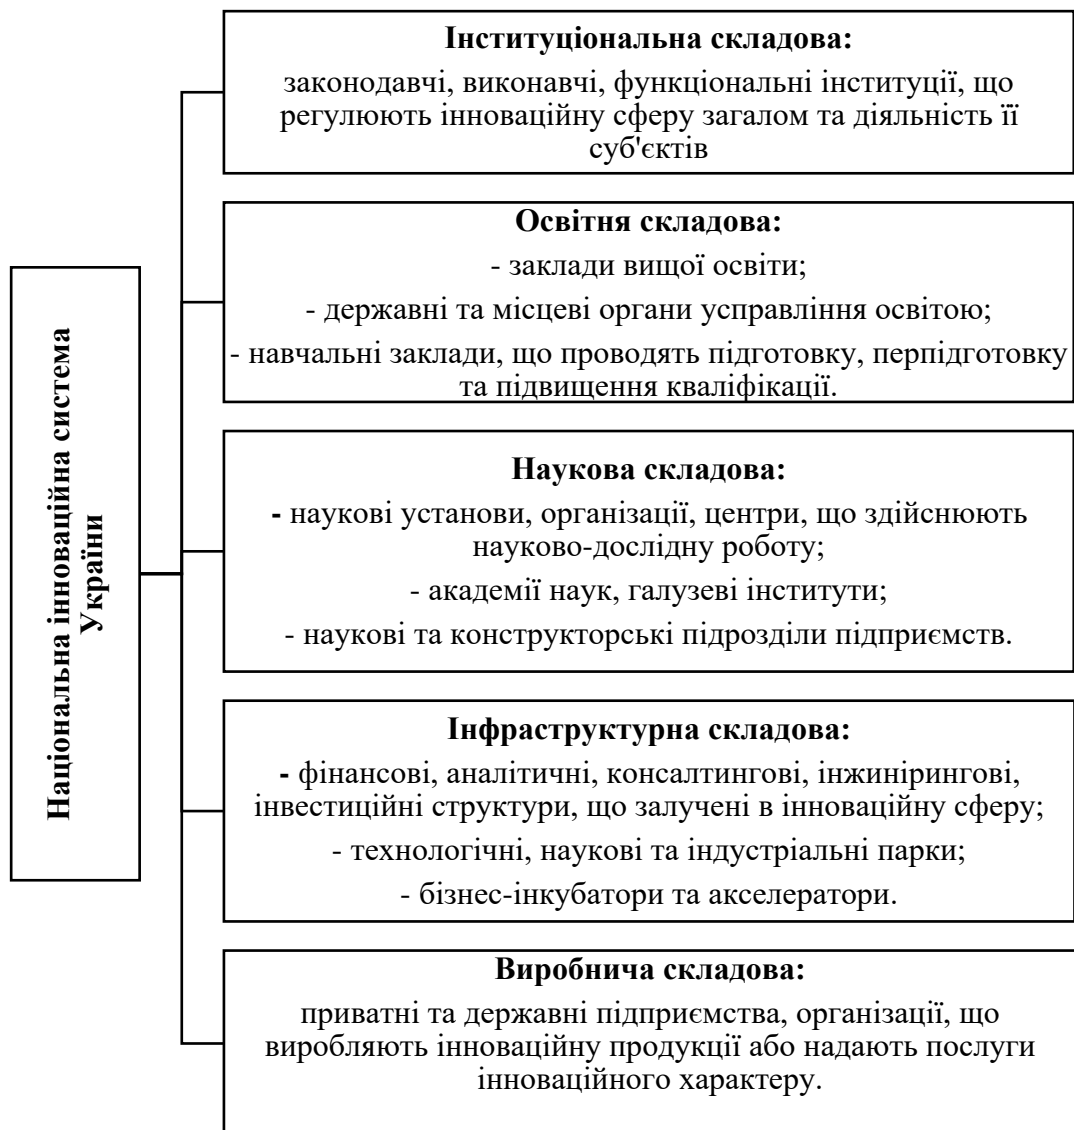 Національна інноваційна система
України
Інституціональна складова:
законодавчі, виконавчі, функціональні інституції, що
регулюють інноваційну сферу загалом та діяльність її
суб'єктів
Освітня складова:
- заклади вищої освіти;
- державні та місцеві органи усправління освітою;
- навчальні заклади, що проводять підготовку, перпідготовку
та підвищення кваліфікації.
Наукова складова:
- наукові установи, організації, центри, що здійснюють
науково-дослідну роботу;
- академії наук, галузеві інститути;
- наукові та конструкторські підрозділи підприємств.
Інфраструктурна складова:
- фінансові, аналітичні, консалтингові, інжинірингові,
інвестиційні структури, що залучені в інноваційну сферу;
- технологічні, наукові та індустріальні парки;
- бізнес-інкубатори та акселератори.
Виробнича складова:
приватні та державні підприємства, організації, що
виробляють інноваційну продукції або надають послуги
інноваційного характеру.